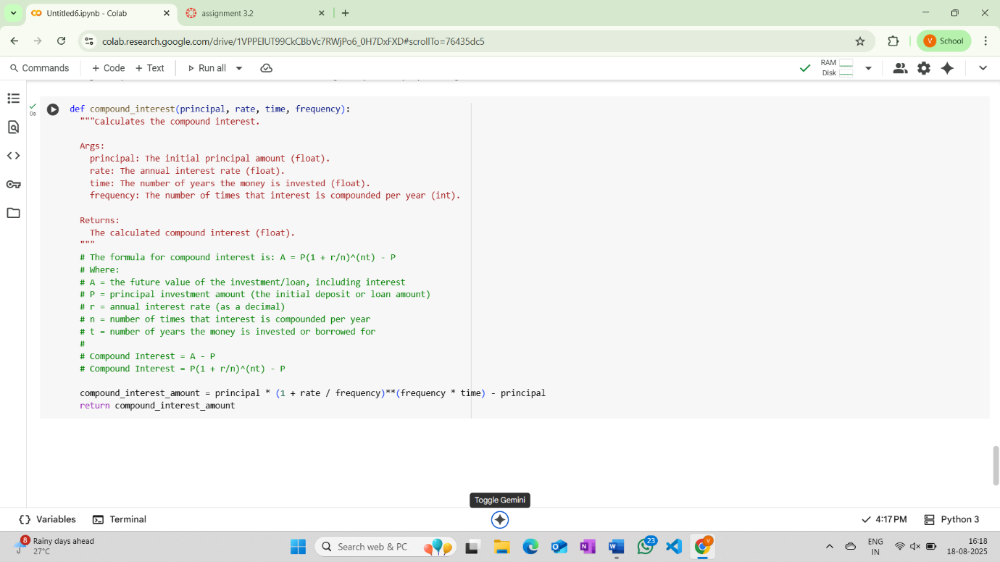 Untitled6.ipynb - Colab
assignment 3.2
colab.research.google.com/drive/1VPPElUT99CkCBbVc7RWjPo6_0H7DxFXD#scrollTo=76435dc5
V School
Commands + Code + Text Run all
RAM
Disk
0s
def compound_interest(principal, rate, time, frequency):
"""Calculates the compound interest.
Args:
principal: The initial principal amount (float).
rate: The annual interest rate (float).
time: The number of years the money is invested (float).
frequency: The number of times that interest is compounded per year (int).
Returns:
The calculated compound interest (float).
"""
# The formula for compound interest is: A = P(1 + r/n)^(nt) - P
# Where:
# A = the future value of the investment/loan, including interest
# P = principal investment amount (the initial deposit or loan amount)
# r = annual interest rate (as a decimal)
# n = number of times that interest is compounded per year
# t = number of years the money is invested or borrowed for
#
# Compound Interest = A - P
# Compound Interest = P(1 + r/n)^(nt) - P
compound_interest_amount = principal * (1 + rate / frequency)**(frequency * time) - principal
return compound_interest_amount
Toggle Gemini
{} Variables Terminal
4:17 PM Python 3
8 Rainy days ahead
27°C
Search web & PC
23
V
ENG
IN
16:18
18-08-2025